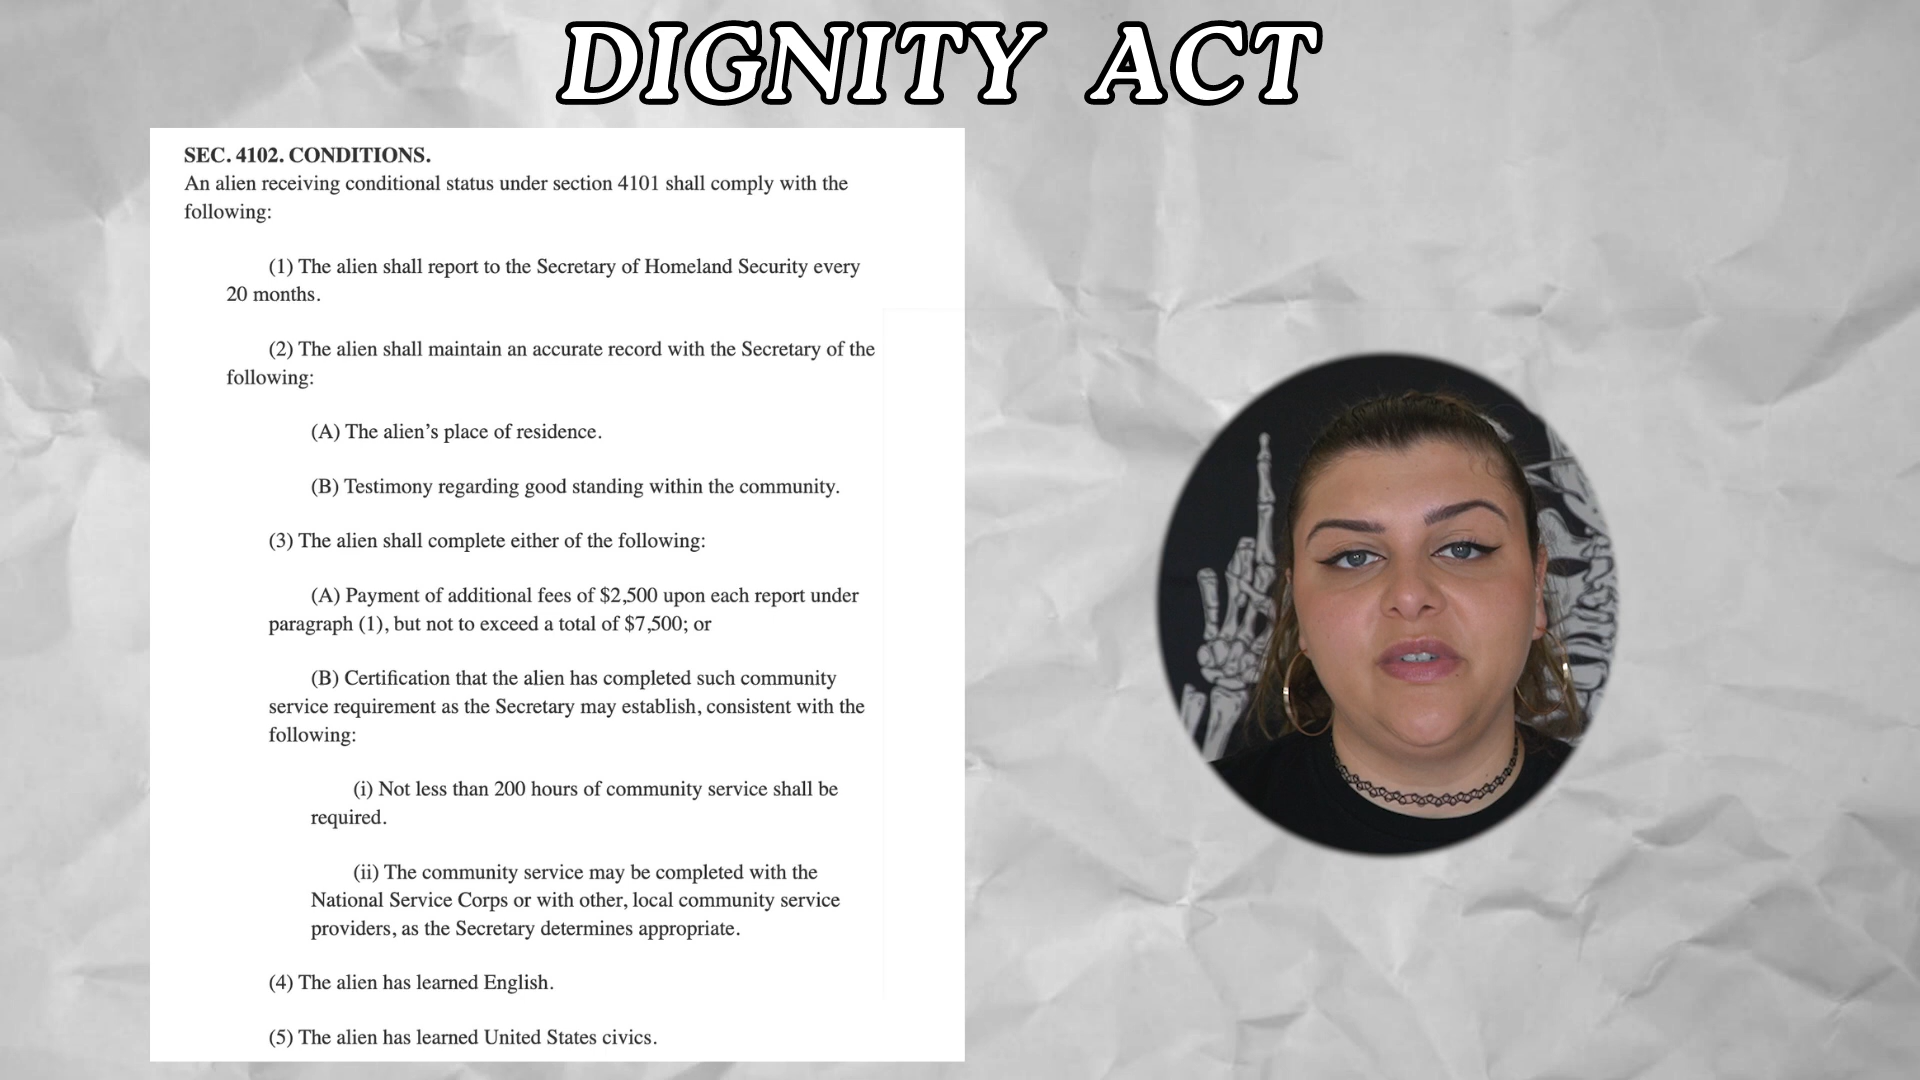 DIGNITY ACT
SEC. 4102. CONDITIONS.
An alien receiving conditional status under section 4101 shall comply with the
following:
(1) The alien shall report to the Secretary of Homeland Security every
20 months.
(2) The alien shall maintain an accurate record with the Secretary of the
following:
(A) The alien’s place of residence.
(B) Testimony regarding good standing within the community.
(3) The alien shall complete either of the following:
(A) Payment of additional fees of $2,500 upon each report under
paragraph (1), but not to exceed a total of $7,500; or
(B) Certification that the alien has completed such community
service requirement as the Secretary may establish, consistent with the
following:
(i) Not less than 200 hours of community service shall be
required.
(ii) The community service may be completed with the
National Service Corps or with other, local community service
providers, as the Secretary determines appropriate.
(4) The alien has learned English.
(5) The alien has learned United States civics.